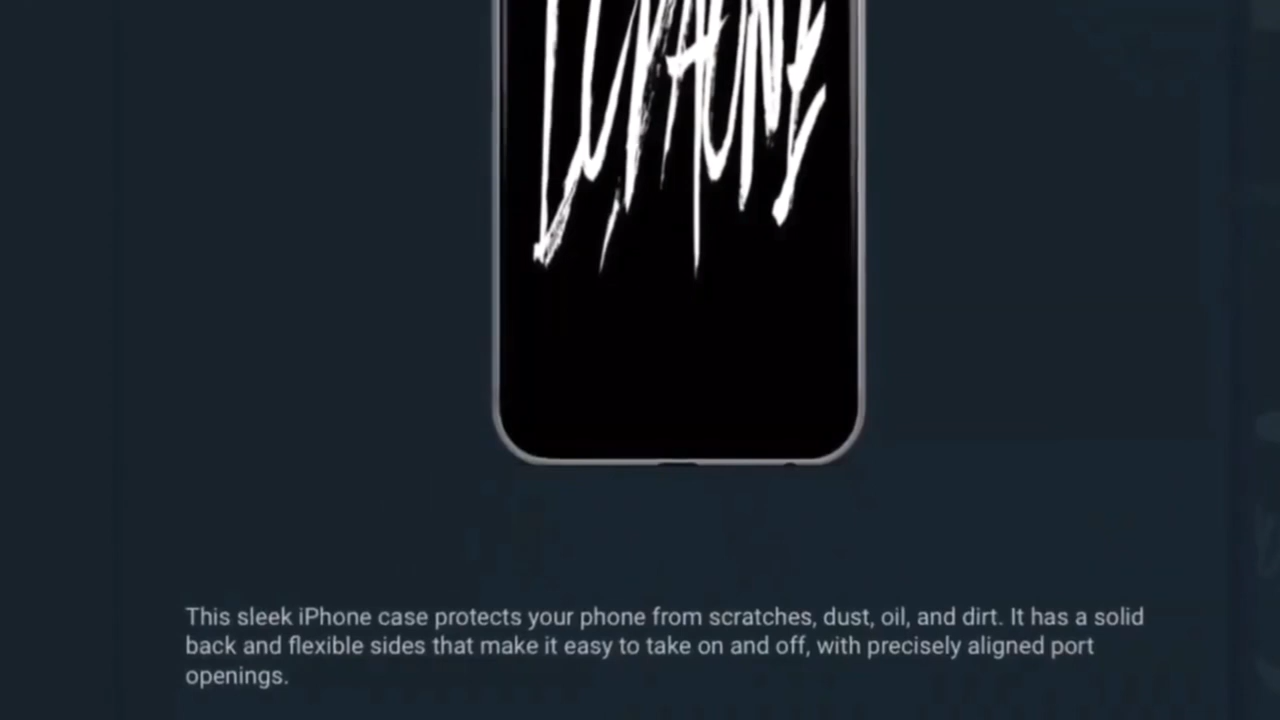 This sleek iPhone case protects your phone from scratches, dust, oil, and dirt. It has a solid
back and flexible sides that make it easy to take on and off, with precisely aligned port
openings.